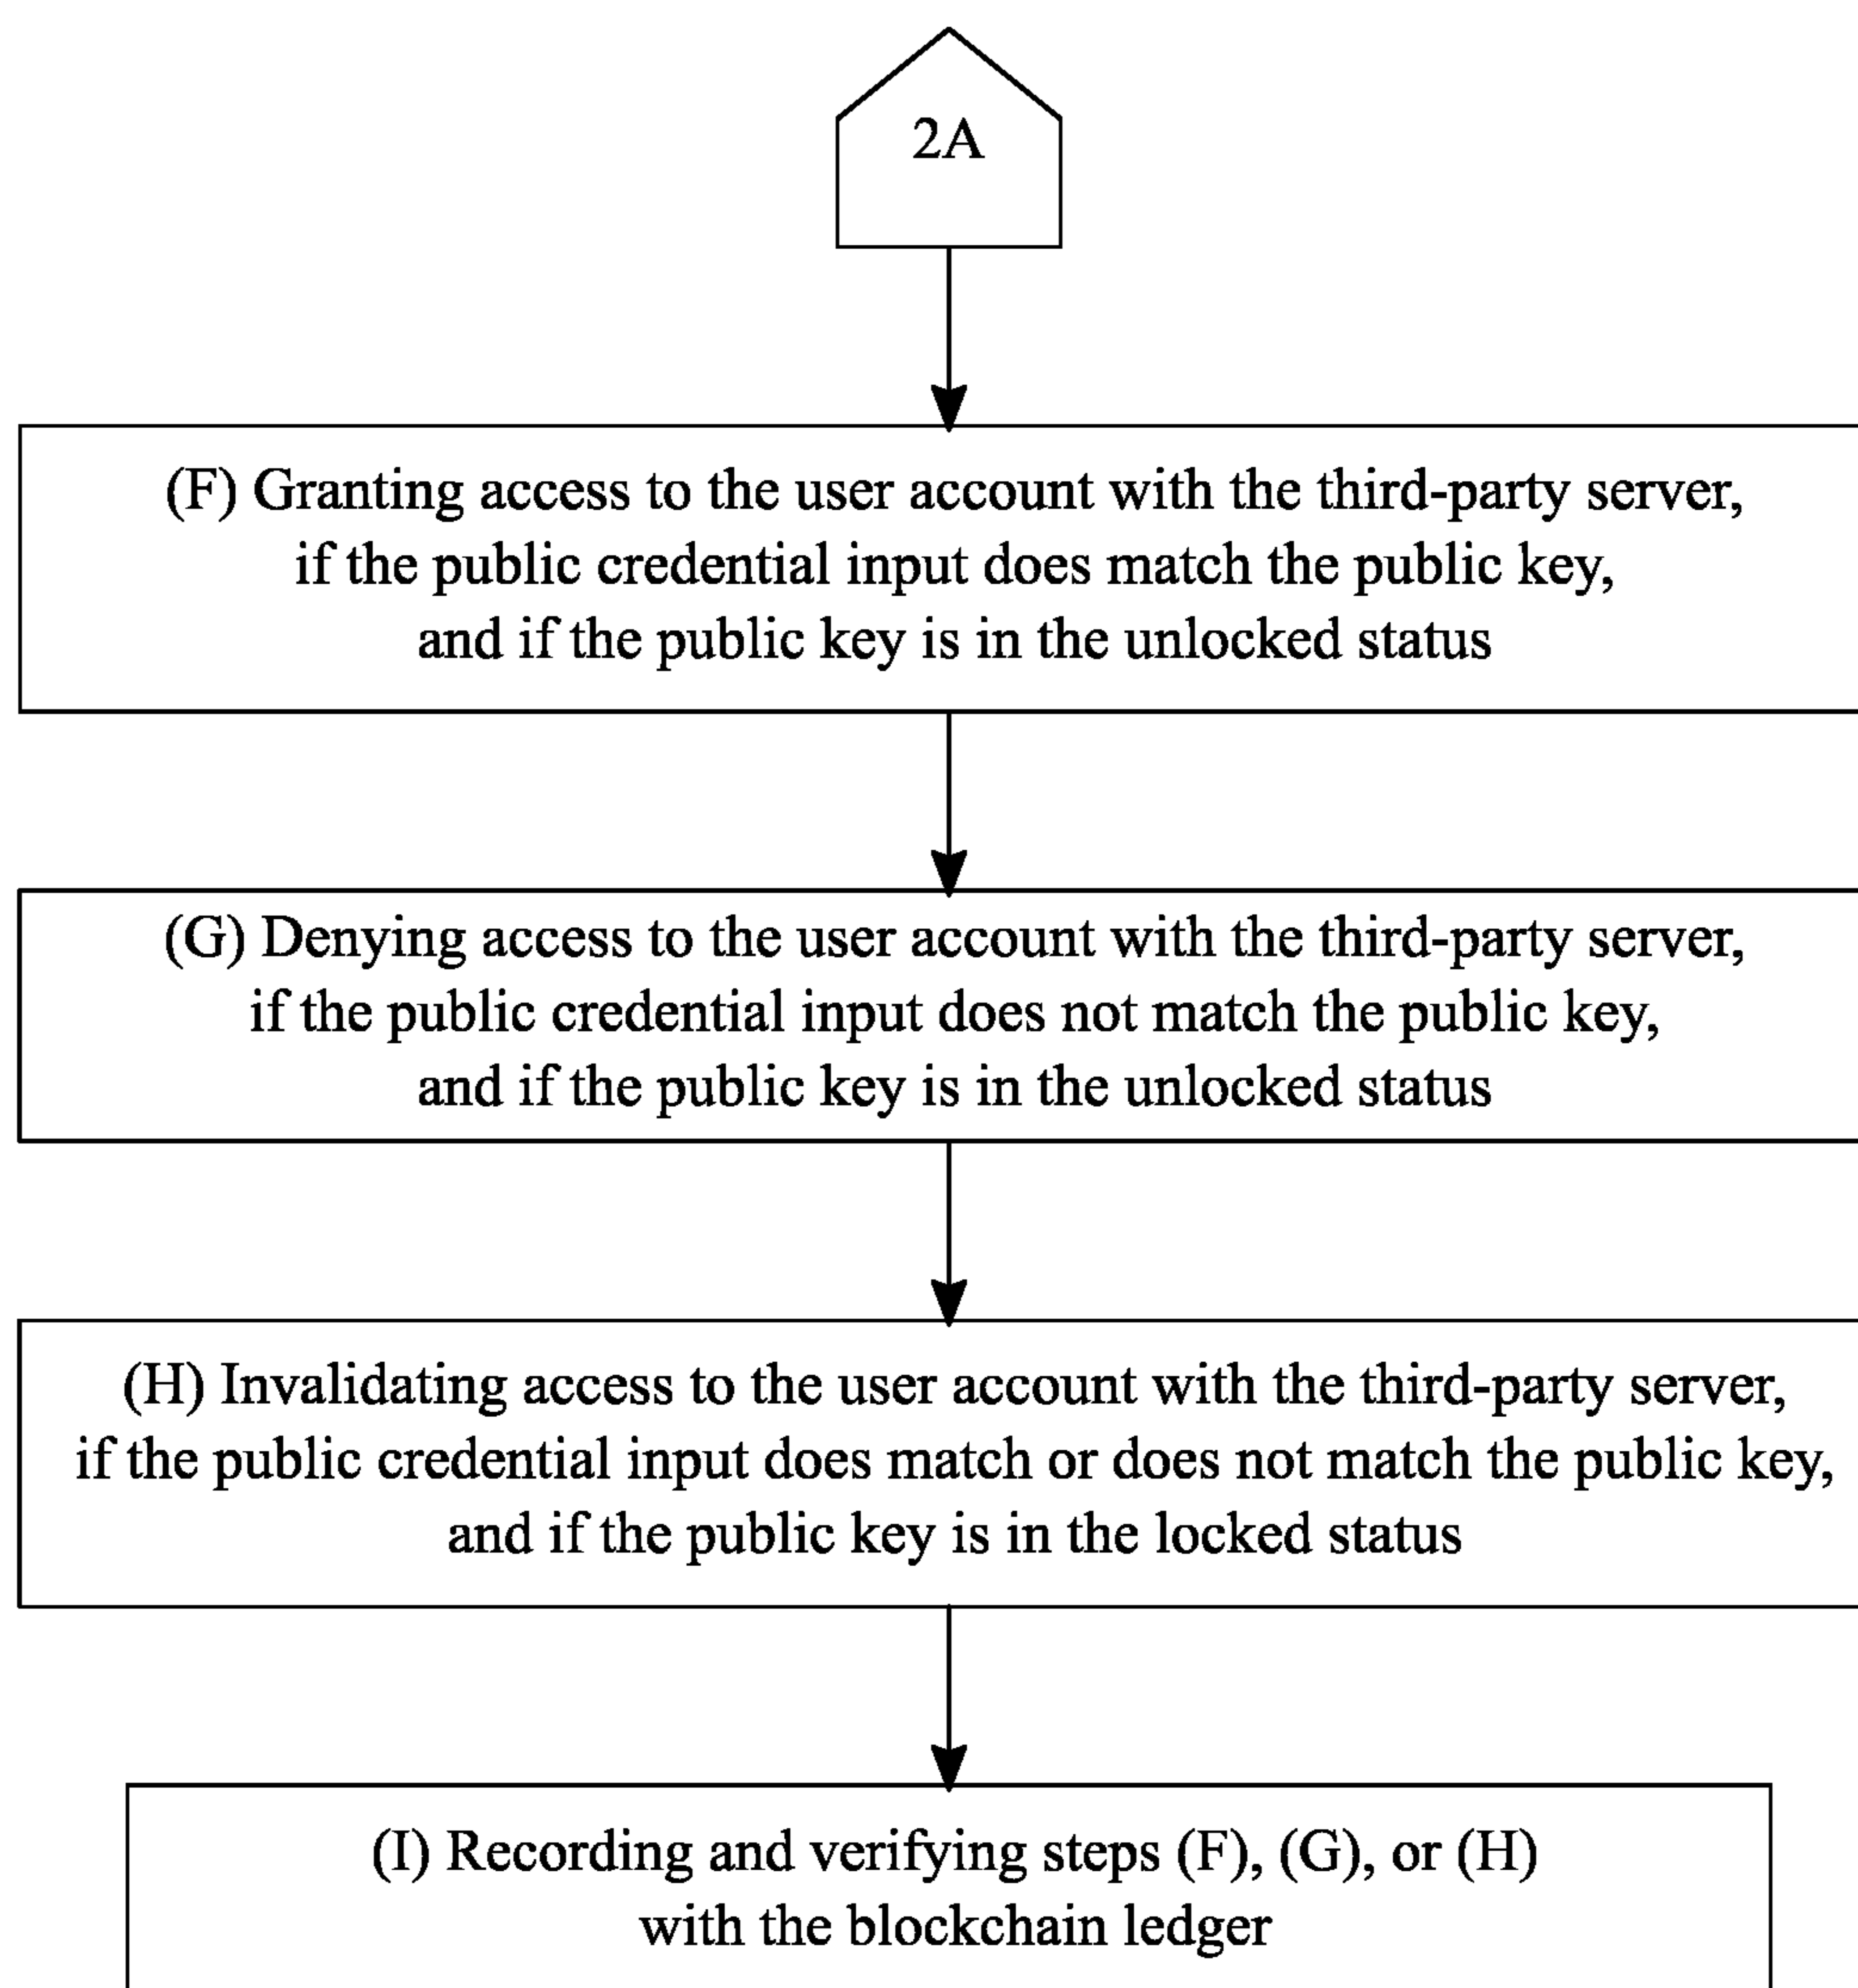 2A
(F) Granting access to the user account with the third-party server,
if the public credential input does match the public key,
and if the public key is in the unlocked status
(G) Denying access to the user account with the third-party server,
if the public credential input does not match the public key,
and if the public key is in the unlocked status
(H) Invalidating access to the user account with the third-party server,
if the public credential input does match or does not match the public key,
and if the public key is in the locked status
(I) Recording and verifying steps (F), (G), or (H)
with the blockchain ledger